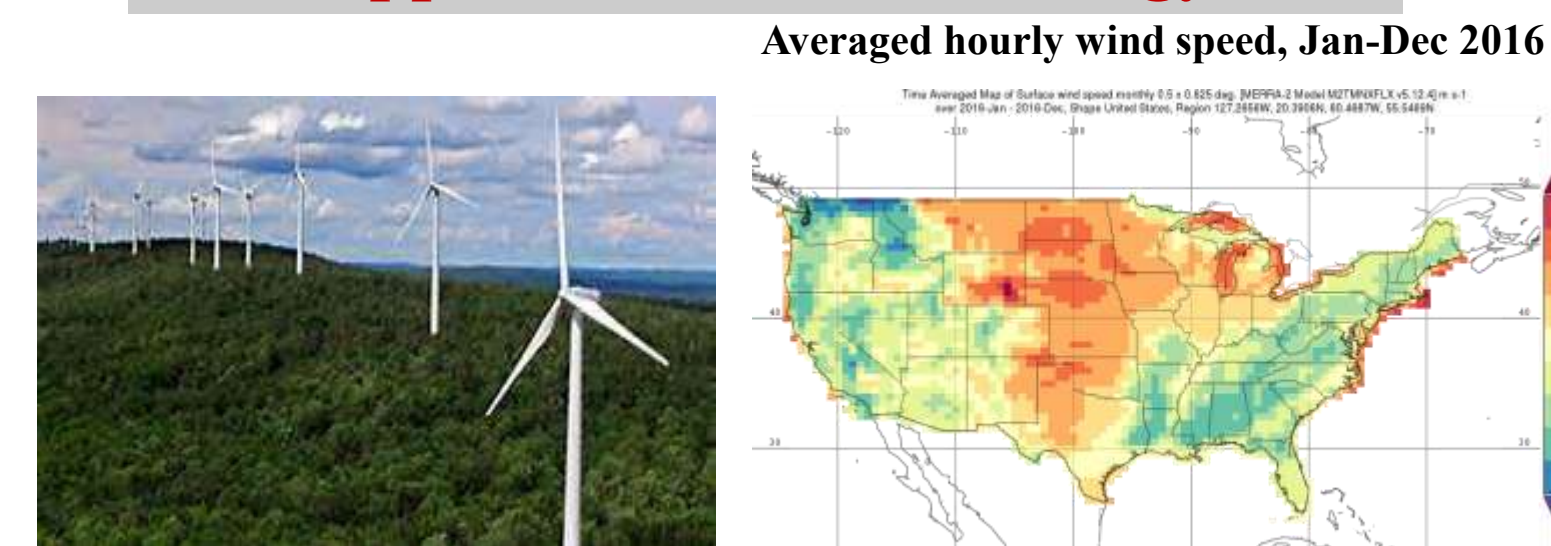 Averaged hourly wind speed, Jan-Dec 2016
Time Averaged Map of Surface wind speed monthly 0.5 x 0.625 deg. [MERRA-2 Model M2TMNXFLX v5.12.4] m s-1
over 2016-Jan - 2016-Dec, Shape United States, Region 127.2656W, 20.3906N, 60.4687W, 55.5469N
-120 -110 -100 -90 -80 -70
40 40
30 30